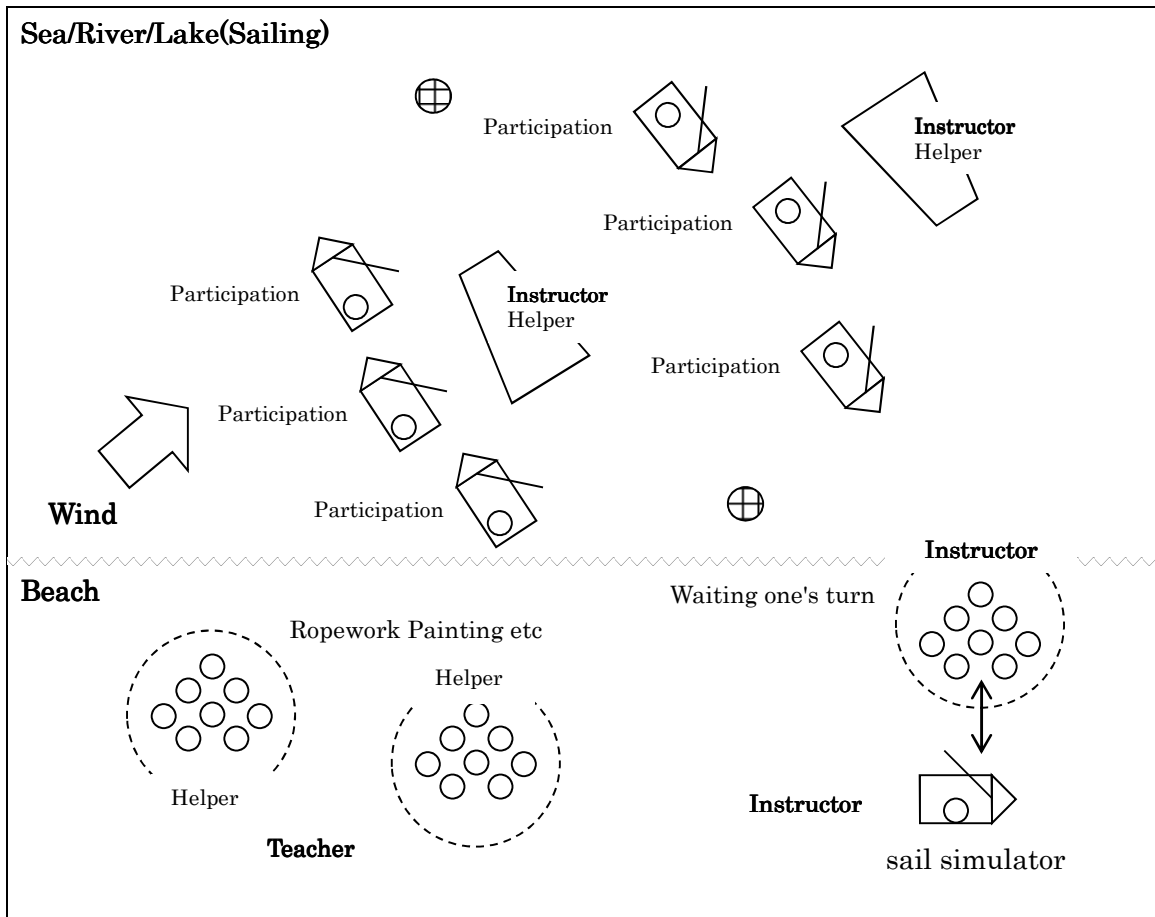 Sea/River/Lake(Sailing)
Participation
Instructor
Helper
Participation
Participation
Instructor
Helper
Participation
Participation
Wind
Participation
Instructor
Beach
Waiting one's turn
Ropework Painting etc
Helper
Helper
Instructor
Teacher
sail simulator